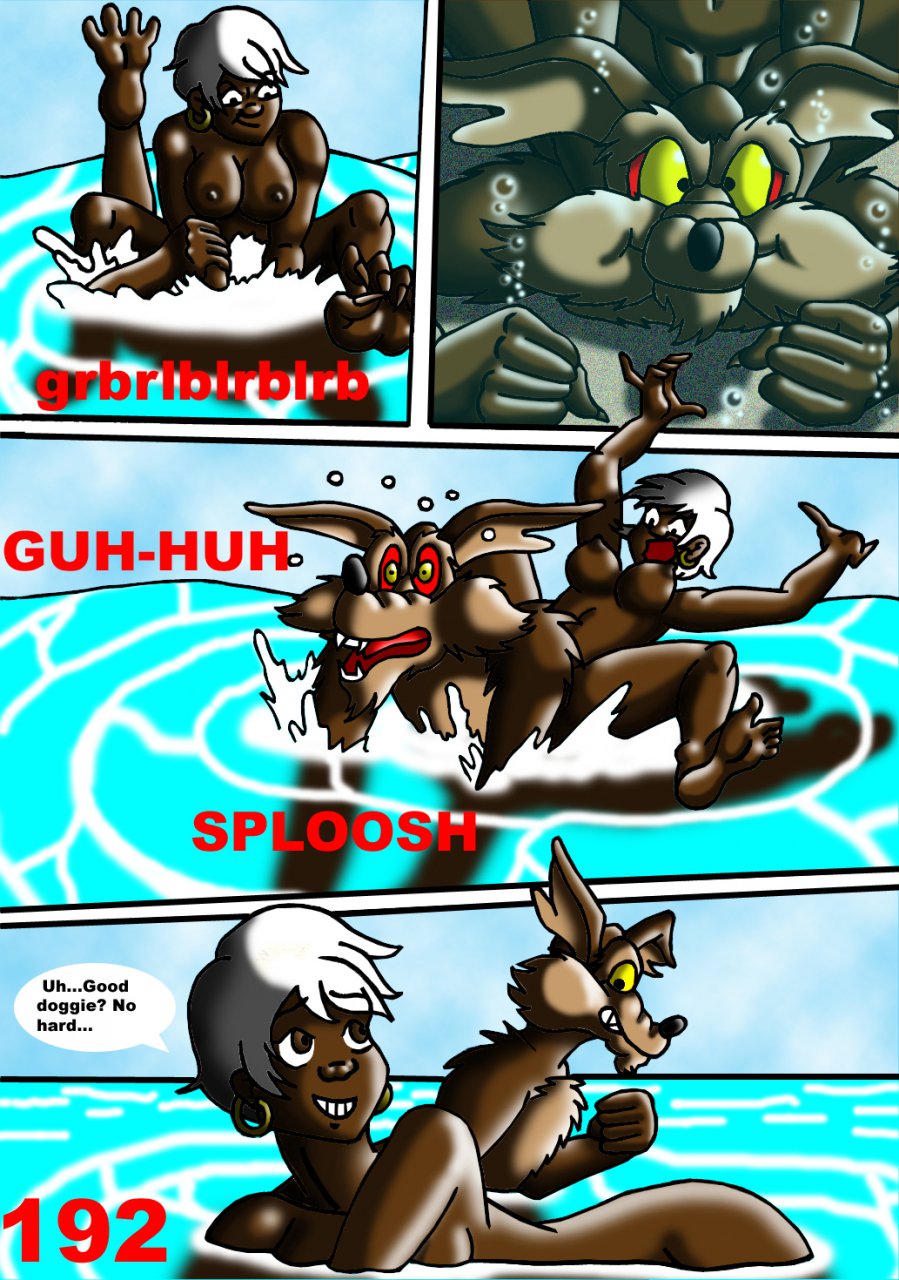 grbrlblrblrb
GUH-HUH
SPLOOSH
Uh...Good
doggie? No
hard...
192